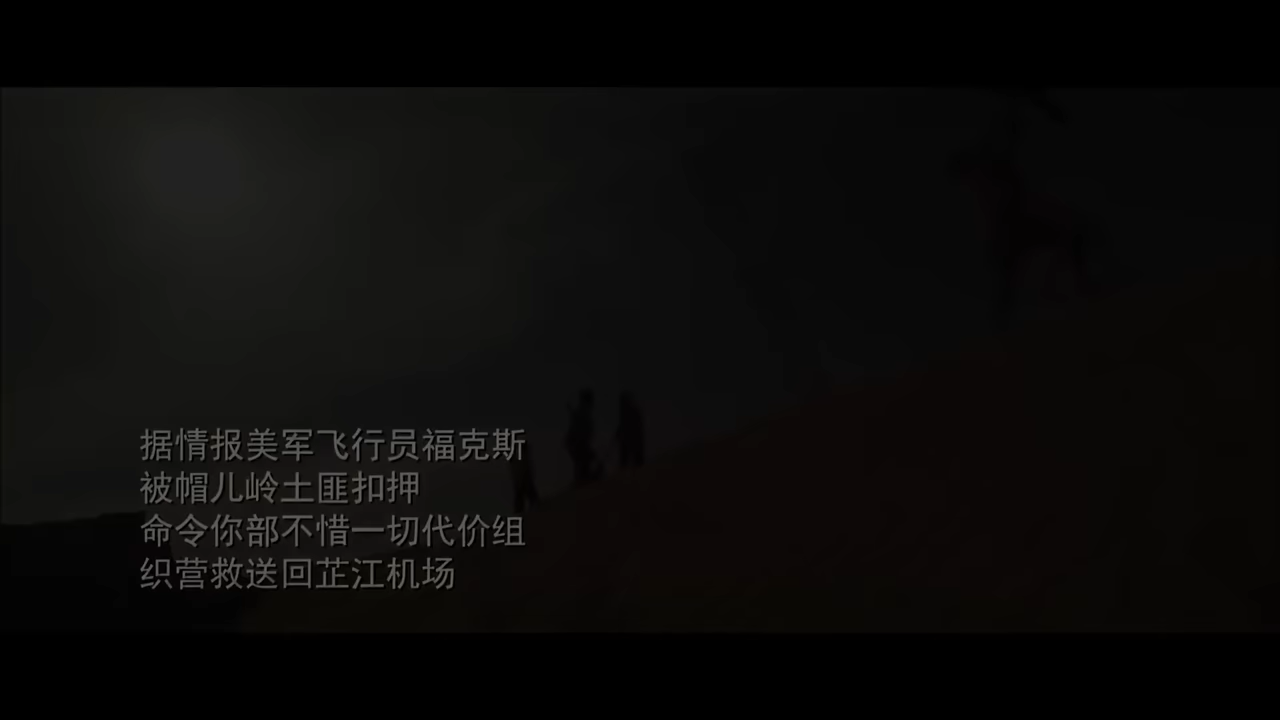 据情报美军飞行员福克斯
被帽儿岭土匪扣押
命令你部不惜一切代价组
织营救送回芷江机场